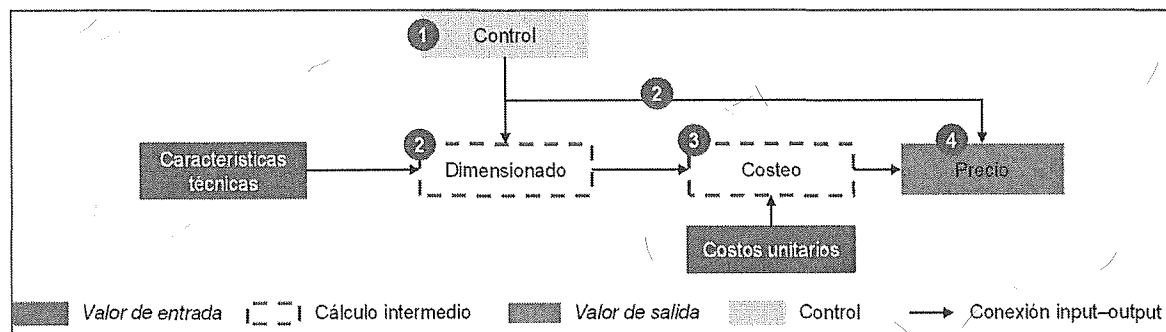 1 Control
2
2 Dimensionado
3 Costeo
4 Precio
Características
técnicas
Costos unitarios
Valor de entrada
Cálculo intermedio
Valor de salida
Control
Conexión input–output